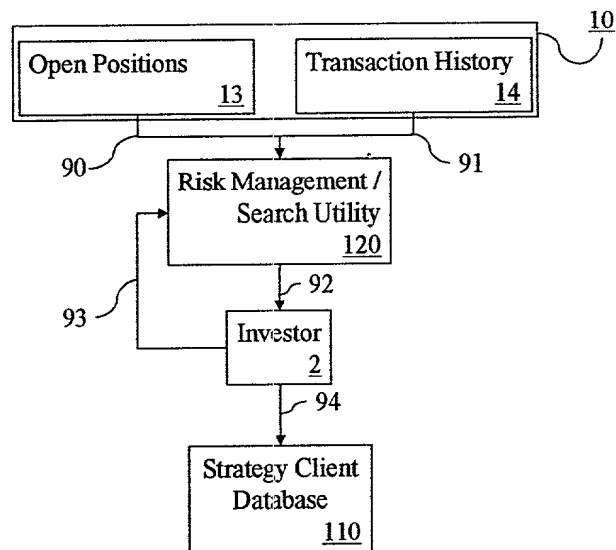 10
Open Positions
13
Transaction History
14
90
91
Risk Management /
Search Utility
120
92
93
Investor
2
94
Strategy Client
Database
110